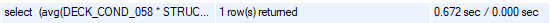 select  (avg(DECK_COND_058 * STRUC... 1 row(s) returned 0.672 sec / 0.000 sec